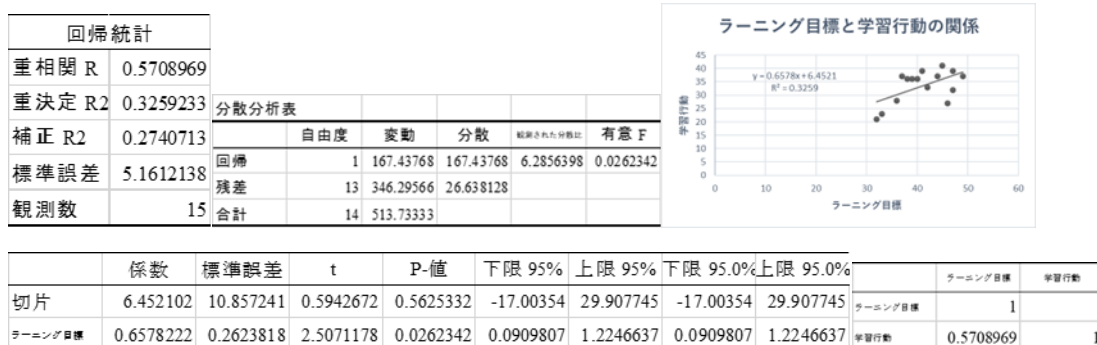 回帰統計
重相関 R 0.5708969
重決定 R2 0.3259233
補正 R2 0.2740713
標準誤差 5.1612138
観測数 15
分散分析表
自由度 変動 分散 観測された分散比 有意 F
回帰 1 167.43768 167.43768 6.2856398 0.0262342
残差 13 346.29566 26.638128
合計 14 513.73333
ラーニング目標と学習行動の関係
y = 0.6578x + 6.4521
R² = 0.3259
学習行動
45
40
35
30
25
20
15
10
5
0
0 10 20 30 40 50 60
ラーニング目標
係数 標準誤差 t P-値 下限 95% 上限 95% 下限 95.0% 上限 95.0%
切片 6.452102 10.857241 0.5942672 0.5625332 -17.00354 29.907745 -17.00354 29.907745
ラーニング目標 0.6578222 0.2623818 2.5071178 0.0262342 0.0909807 1.2246637 0.0909807 1.2246637
ラーニング目標 学習行動
ラーニング目標 1
学習行動 0.5708969 1